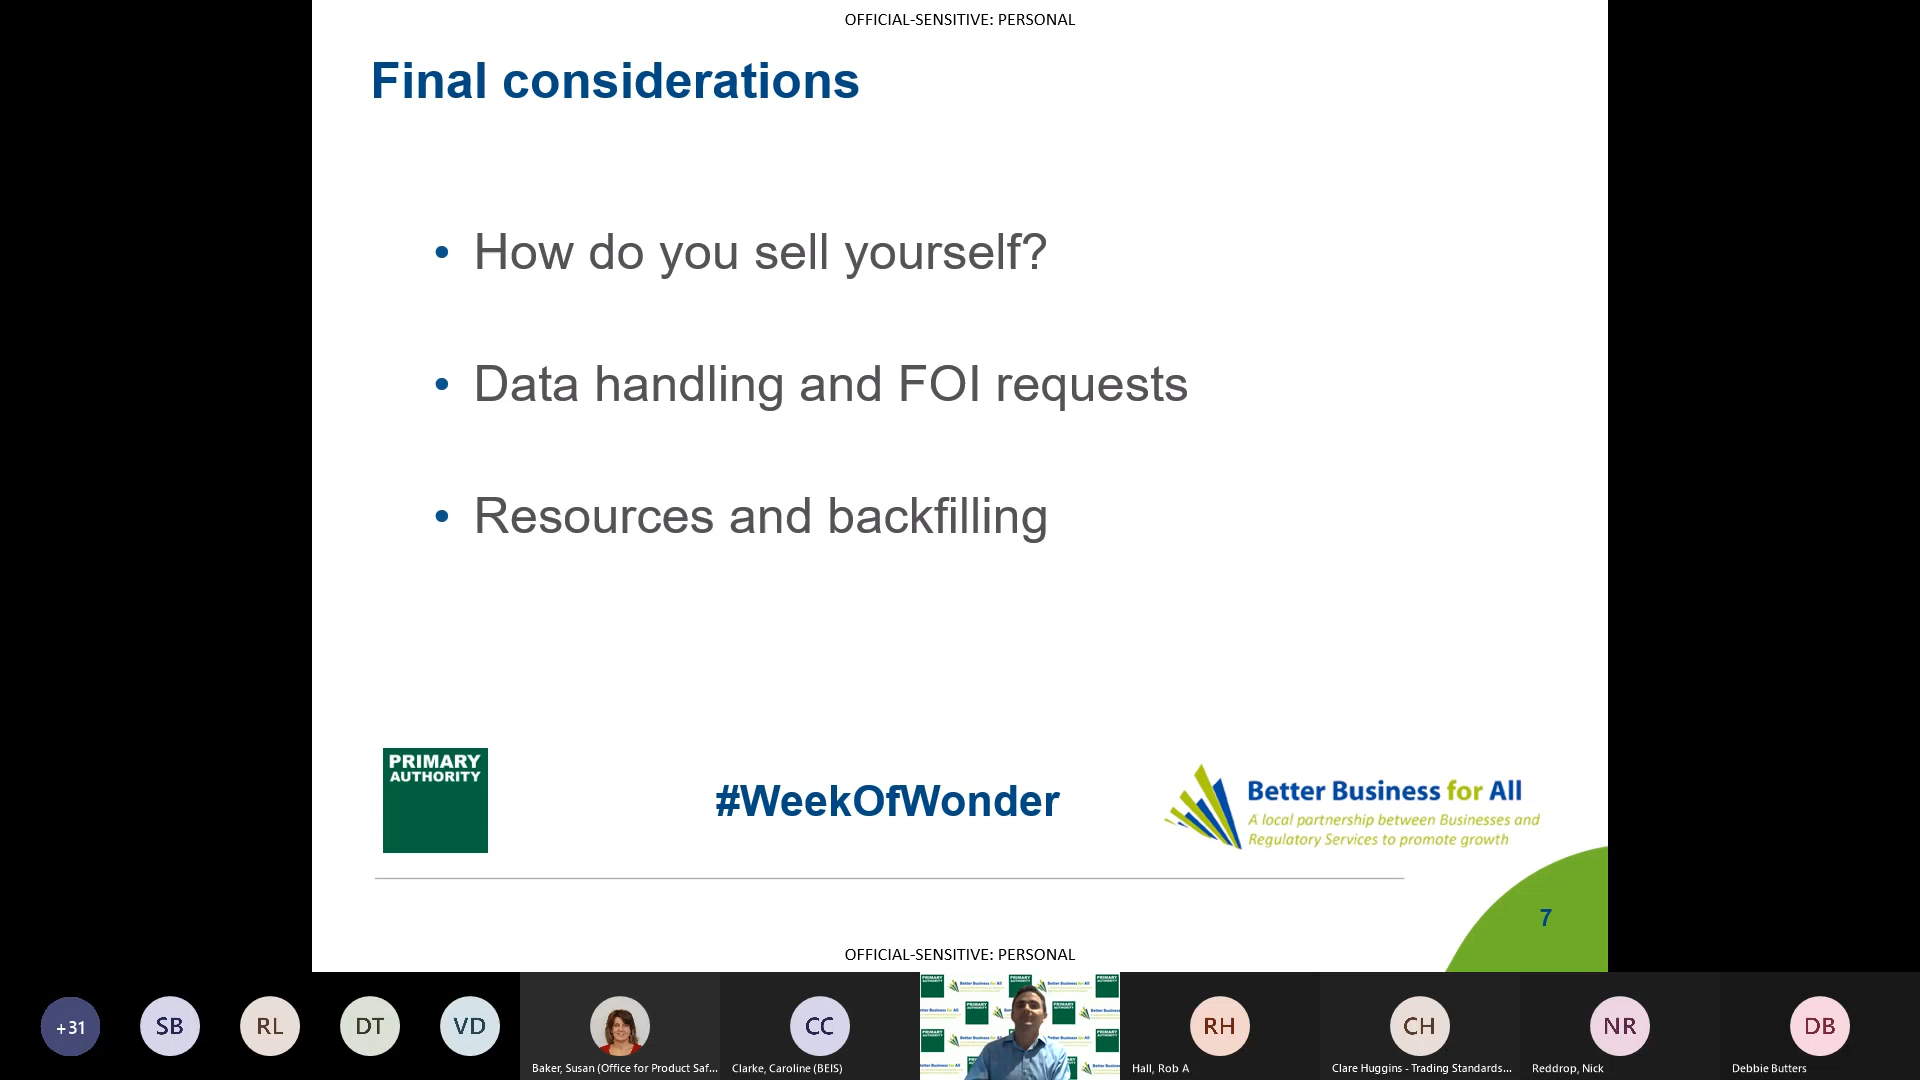 OFFICIAL-SENSITIVE: PERSONAL
Final considerations
• How do you sell yourself?
• Data handling and FOI requests
• Resources and backfilling
PRIMARY
AUTHORITY
#WeekOfWonder
Better Business for All
A local partnership between Businesses and
Regulatory Services to promote growth
7
OFFICIAL-SENSITIVE: PERSONAL
+31
SB
RL
DT
VD
Baker, Susan (Office for Product Saf...
CC
Clarke, Caroline (BEIS)
RH
Hall, Rob A
CH
Clare Huggins - Trading Standards...
NR
Reddrop, Nick
DB
Debbie Butters